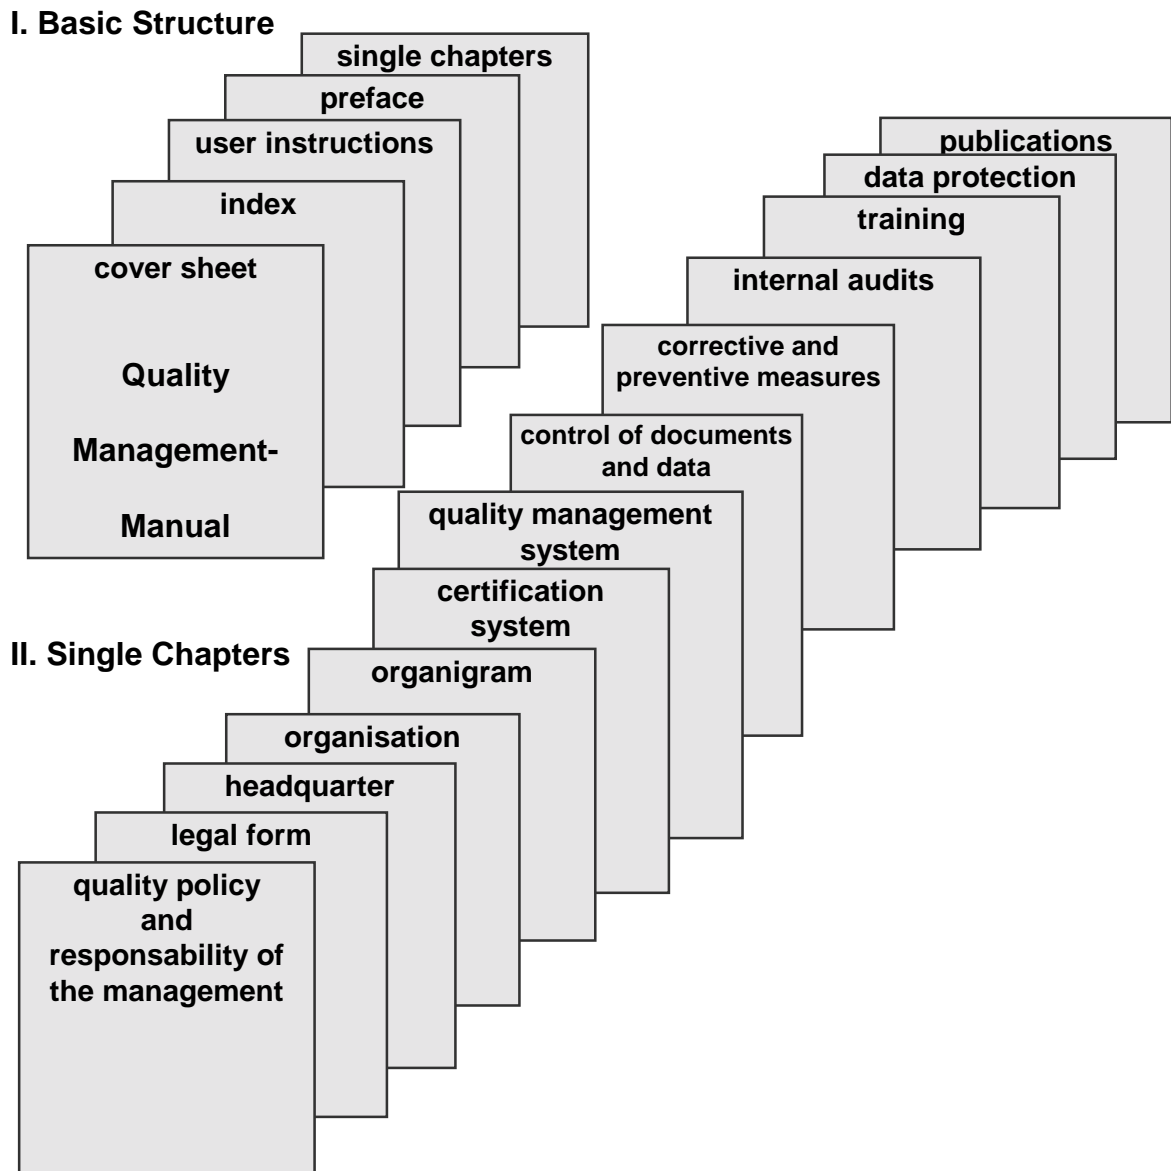 I. Basic Structure
single chapters
preface
user instructions
index
cover sheet
Quality
Management-
Manual
publications
data protection
training
internal audits
corrective and
preventive measures
control of documents
and data
quality management
system
certification
system
II. Single Chapters
organigram
organisation
headquarter
legal form
quality policy
and
responsability of
the management